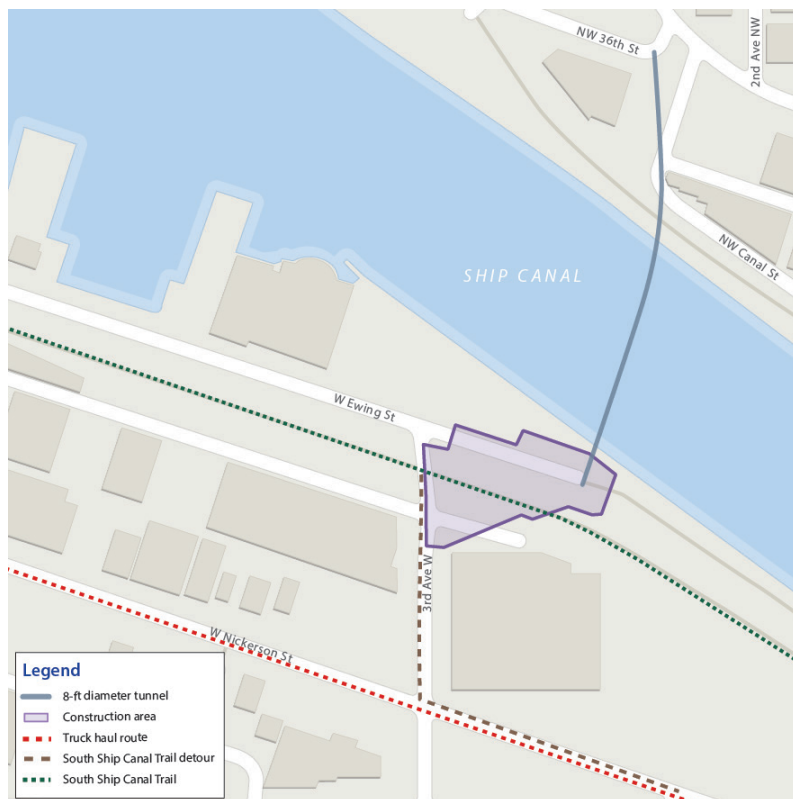 NW 36th St
2nd Ave NW
NW Canal St
SHIP CANAL
W Ewing St
3rd Ave W
W Nickerson St
Legend
8-ft diameter tunnel
Construction area
Truck haul route
South Ship Canal Trail detour
South Ship Canal Trail